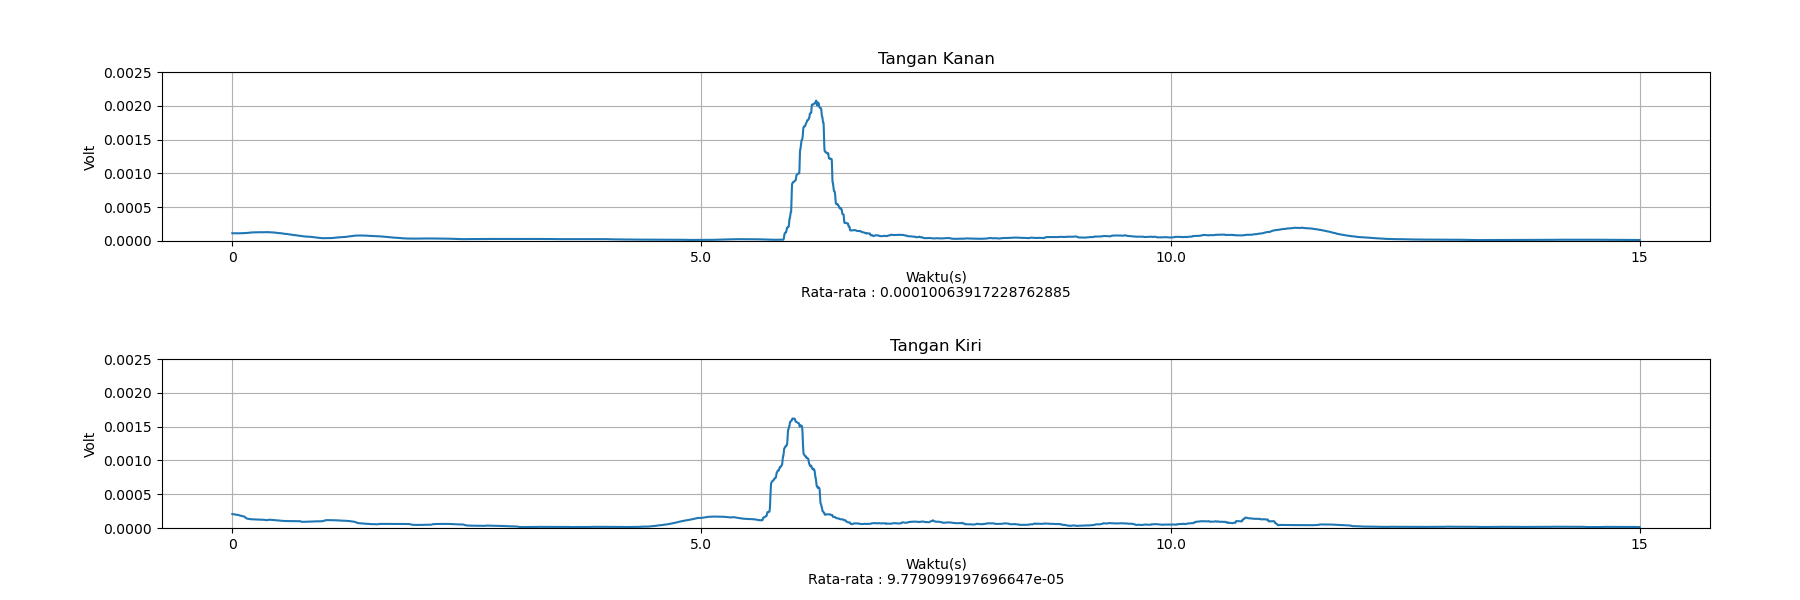 Tangan Kanan
0.0025
0.0020
0.0015
0.0010
0.0005
0.0000
Volt
0 5.0 10.0 15
Waktu(s)
Rata-rata : 0.00010063917228762885
Tangan Kiri
0.0025
0.0020
0.0015
0.0010
0.0005
0.0000
Volt
0 5.0 10.0 15
Waktu(s)
Rata-rata : 9.779099197696647e-05